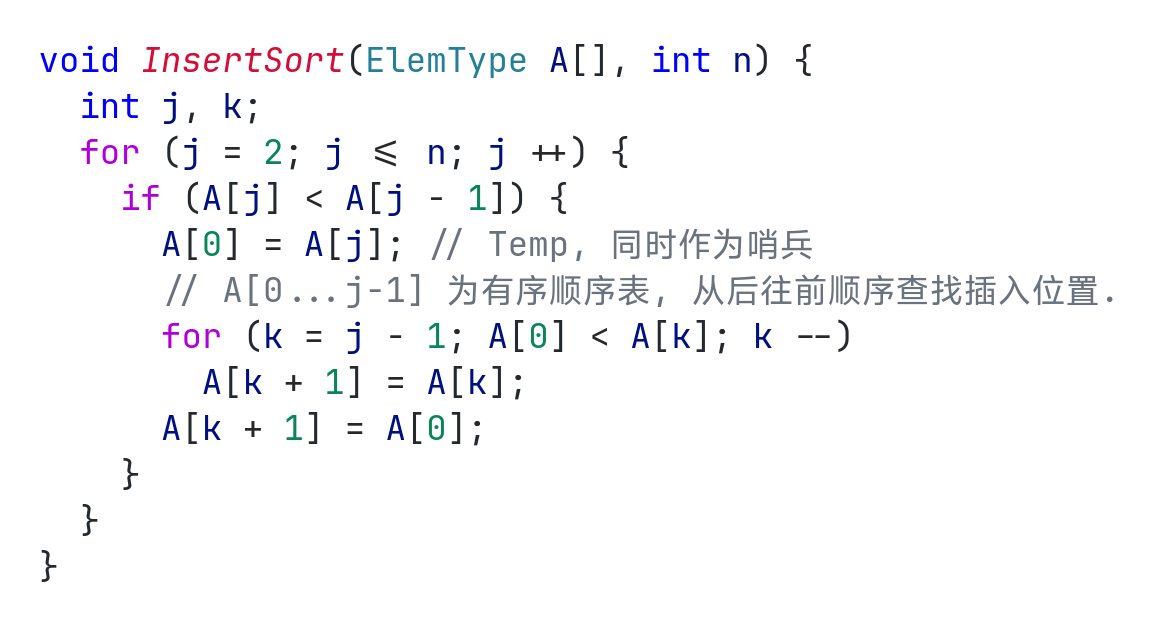 void InsertSort(ElemType A[], int n) {
  int j, k;
  for (j = 2; j <= n; j ++) {
    if (A[j] < A[j - 1]) {
      A[0] = A[j]; // Temp, 同时作为哨兵
      // A[0...j-1] 为有序顺序表, 从后往前顺序查找插入位置.
      for (k = j - 1; A[0] < A[k]; k --)
        A[k + 1] = A[k];
      A[k + 1] = A[0];
    }
  }
}